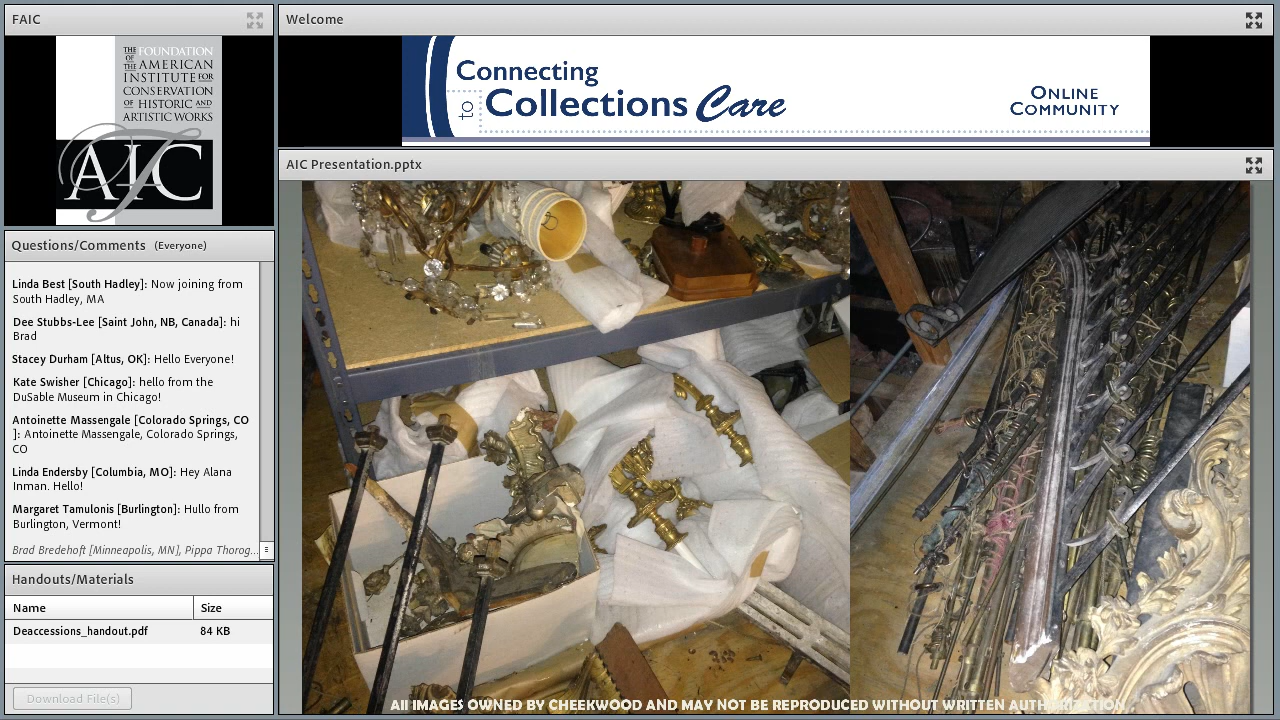 FAIC
THE FOUNDATION
OF THE AMERICAN
INSTITUTE FOR
CONSERVATION
OF HISTORIC AND
ARTISTIC WORKS
FAIC
Questions/Comments (Everyone)
Linda Best [South Hadley]: Now joining from
South Hadley, MA
Dee Stubbs-Lee [Saint John, NB, Canada]: hi
Brad
Stacey Durham [Altus, OK]: Hello Everyone!
Kate Swisher [Chicago]: hello from the
DuSable Museum in Chicago!
Antoinette Massengale [Colorado Springs, CO
]: Antoinette Massengale, Colorado Springs,
CO
Linda Endersby [Columbia, MO]: Hey Alana
Inman. Hello!
Margaret Tamulonis [Burlington]: Hullo from
Burlington, Vermont!
Brad Bredehoft [Minneapolis, MN], Pippa Thorog...
Handouts/Materials
Name Size
Deaccessions_handout.pdf 84 KB
Download File(s)
Welcome
Connecting
to Collections Care
ONLINE
COMMUNITY
AIC Presentation.pptx
All IMAGES OWNED BY CHEEKWOOD AND MAY NOT BE REPRODUCED WITHOUT WRITTEN AUTHORIZATION